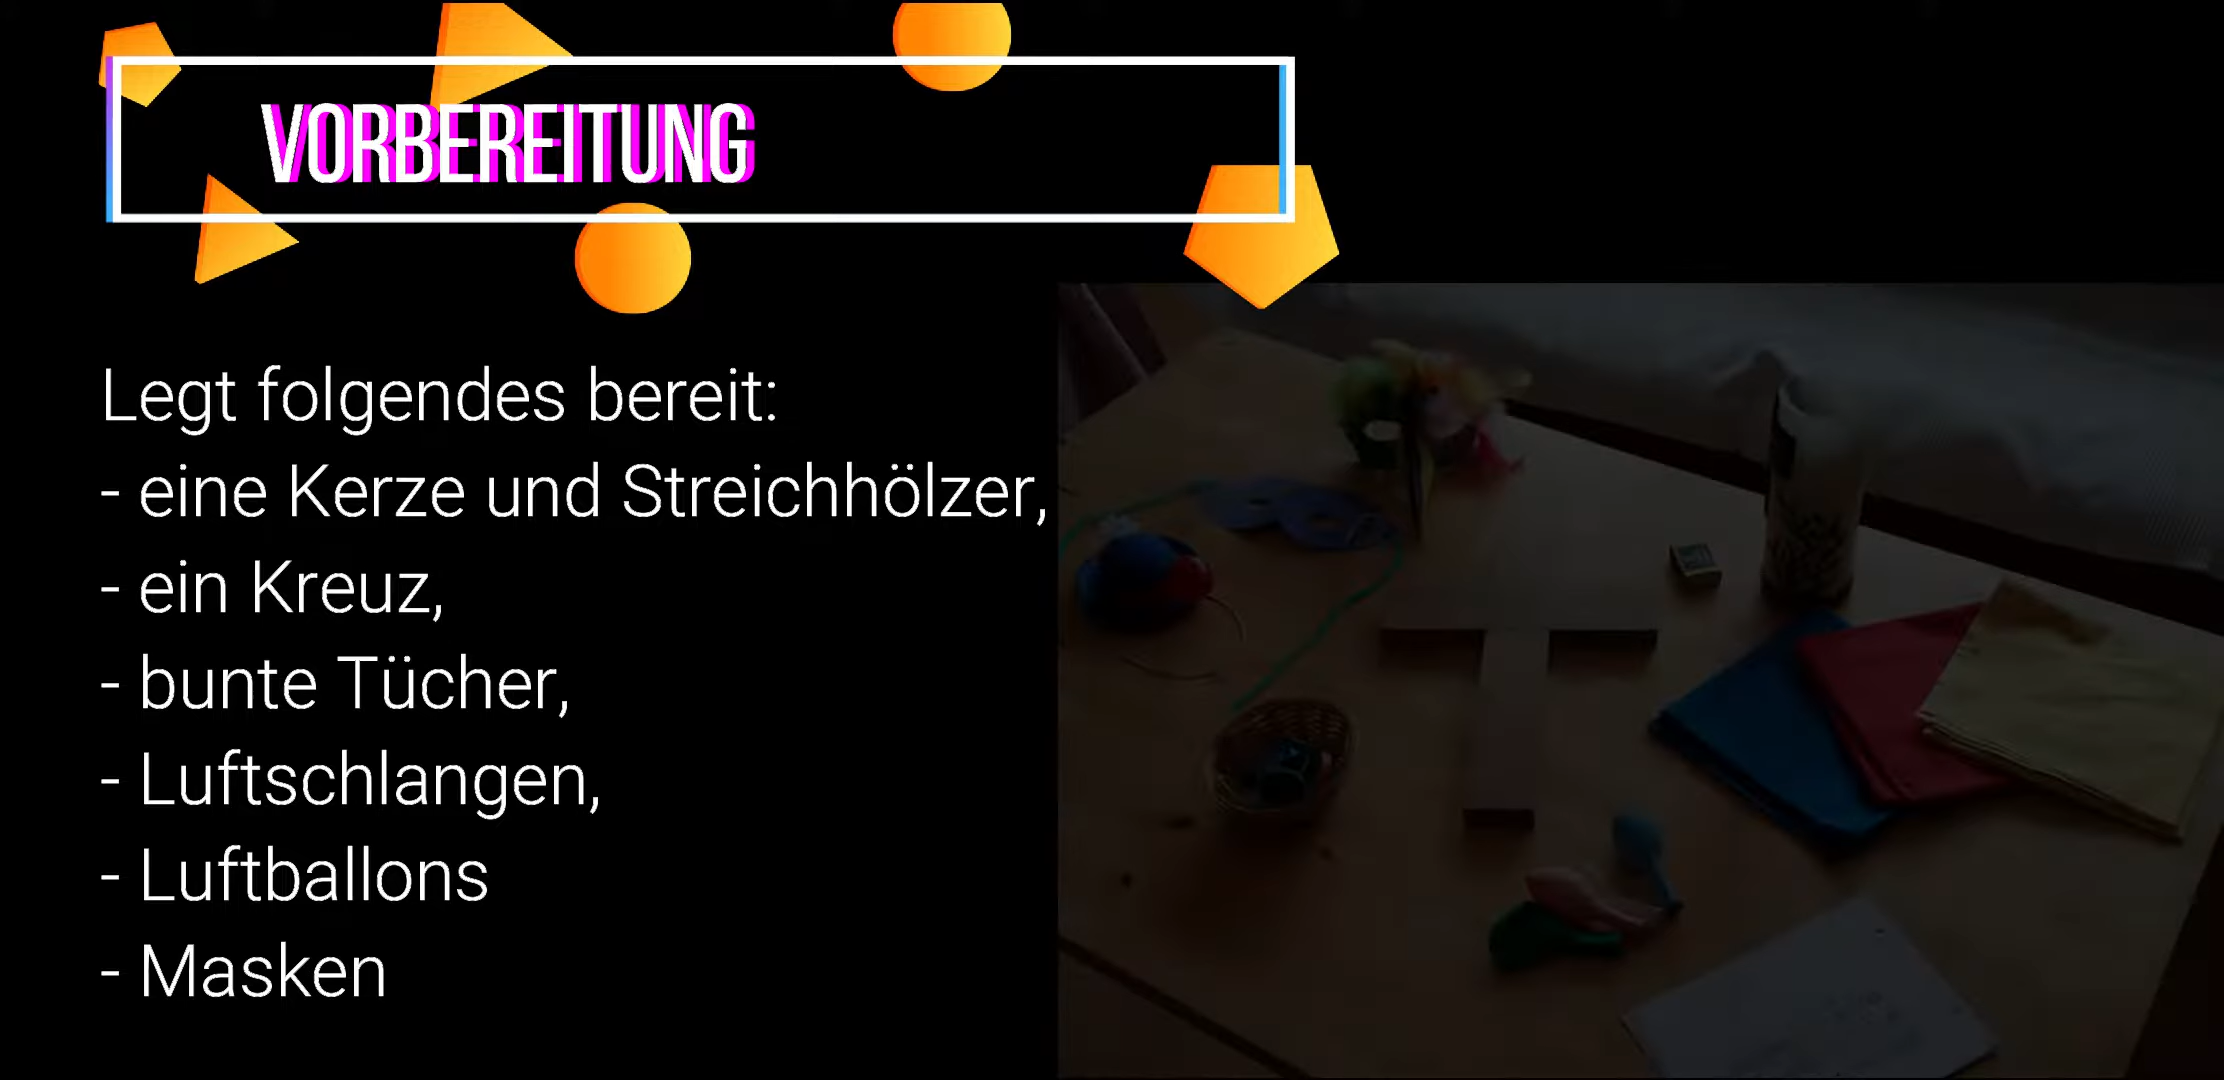 VORBEREITUNG
Legt folgendes bereit:
- eine Kerze und Streichhölzer,
- ein Kreuz,
- bunte Tücher,
- Luftschlangen,
- Luftballons
- Masken